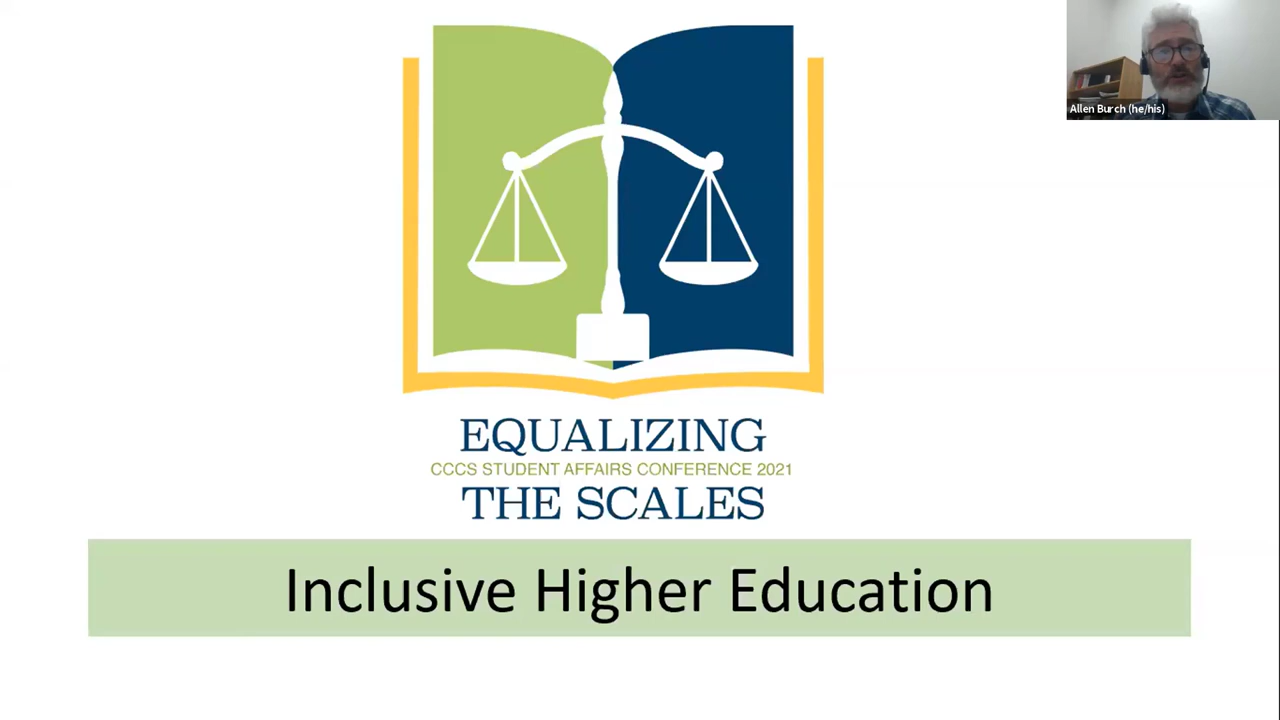 Allen Burch (he/his)
EQUALIZING
CCCS STUDENT AFFAIRS CONFERENCE 2021
THE SCALES
Inclusive Higher Education